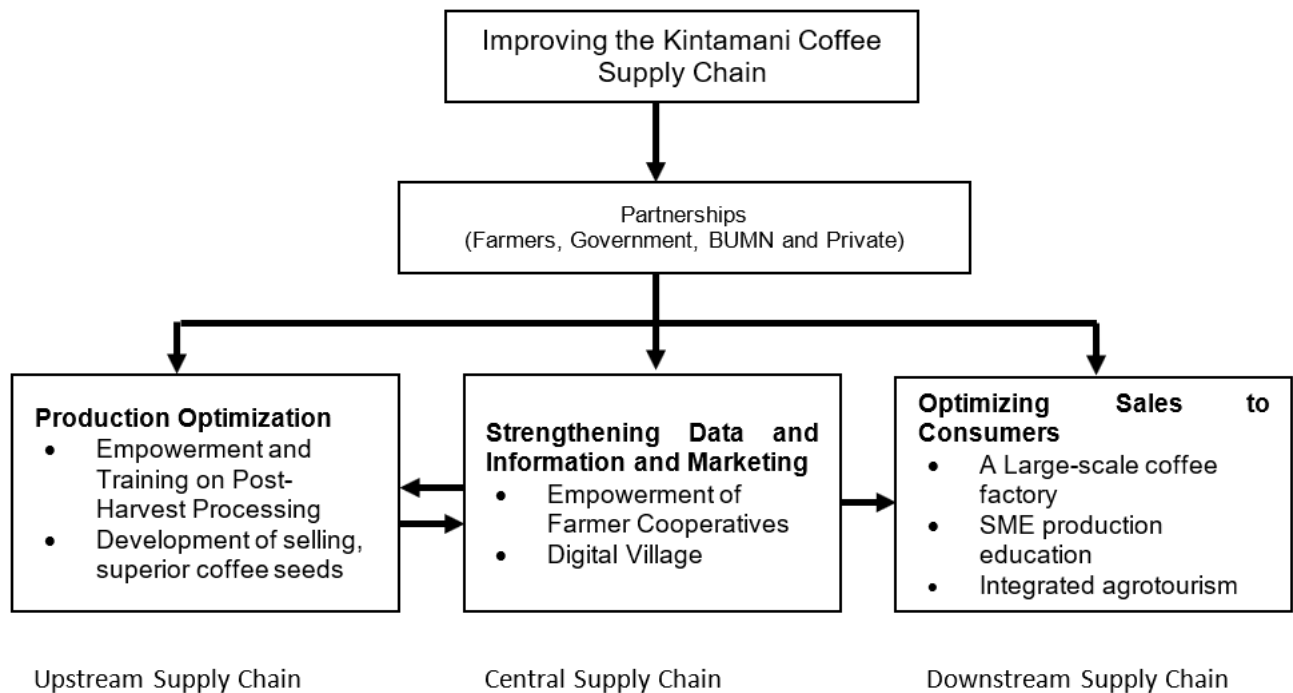 Improving the Kintamani Coffee
Supply Chain
Partnerships
(Farmers, Government, BUMN and Private)
Production Optimization
• Empowerment and
Training on Post-
Harvest Processing
• Development of selling,
superior coffee seeds
Strengthening Data and
Information and Marketing
• Empowerment of
Farmer Cooperatives
• Digital Village
Optimizing Sales to
Consumers
• A Large-scale coffee
factory
• SME production
education
• Integrated agrotourism
Upstream Supply Chain
Central Supply Chain
Downstream Supply Chain